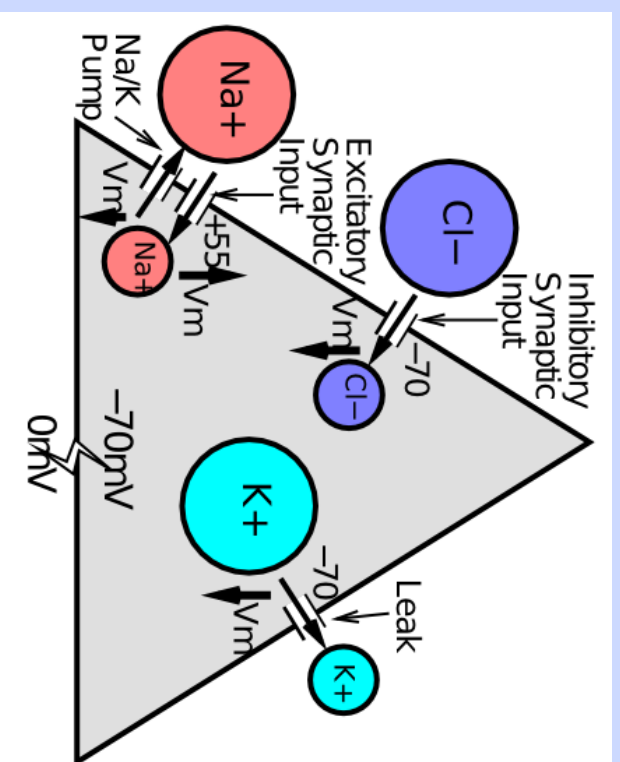 Inhibitory
Synaptic
Input
Cl−
−70
Leak
Excitatory
Synaptic
Input
Cl−
Vm
K+
−70
K+
Vm
Na+
+55
Vm
Na+
Na/K
Pump
Vm
−70mV
0mV